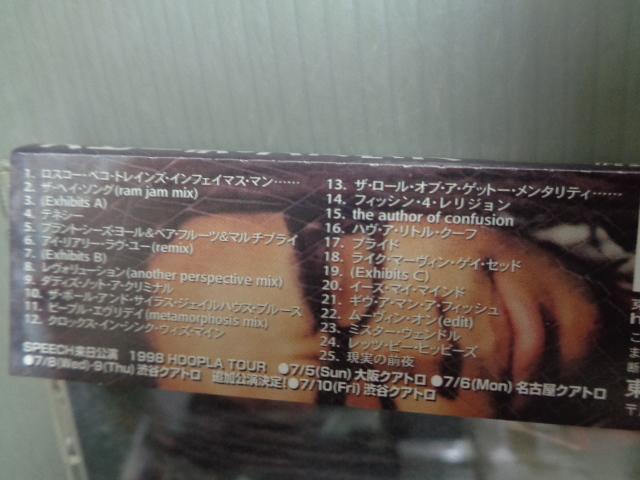 1. ロスコー・ペコ・トレインズ・インフェイマス・マン……
2. ザ・ヘイ・ソング(ram jam mix)
3. (Exhibits A)
4. テネシー
5. プラント・シーズ・ヨール&ベア・フルーツ&マルチプライ
6. アイ・リアリー・ラヴ・ユー(remix)
7. (Exhibits B)
8. レヴォリューション(another perspective mix)
9. ダディズ・ソット・ア・クリミナル
10. ザ・ポール・アンド・サイラス・ジェイルハウス・ブルース
11. ピープル・エヴリデイ(metamorphosis mix)
12. クロックス・イン・シンク・ウィズ・マイン
13. ザ・ロール・オブ・ア・ゲットー・メンタリティ……
14. フィッシン・4・レリジョン
15. the author of confusion
16. ハヴ・ア・リトル・クーフ
17. プライド
18. ライク・マーヴィン・ゲイ・セッド
19. (Exhibits C)
20. イーズ・マイ・マインド
21. ギヴ・ア・マン・ア・フィッシュ
22. ムーヴィン・オン(edit)
23. ミスター・ウェンドル
24. レッツ・ビー・ヒッピーズ
25. 現実の前夜
SPEECH来日公演 1998 HOOPLA TOUR ●7/5(Sun) 大阪クアトロ ●7/6(Mon) 名古屋クアトロ
●7/8(Wed)・9(Thu) 渋谷クアトロ 追加公演決定!●7/10(Fri) 渋谷クアトロ